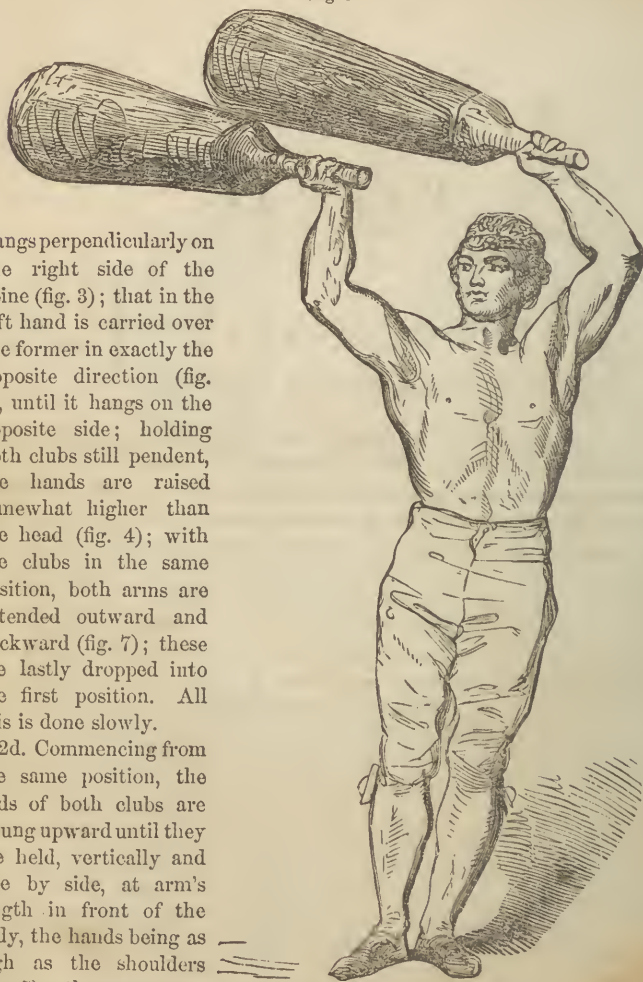 angs perpendicularly on
e right side of the
ine (fig. 3); that in the
ft hand is carried over
e former in exactly the
pposite direction (fig.
, until it hangs on the
pposite side; holding
th clubs still pendent,
e hands are raised
mewhat higher than
e head (fig. 4); with
e clubs in the same
sition, both arms are
tended outward and
ckward (fig. 7); these
e lastly dropped into
e first position. All
is is done slowly.
2d. Commencing from
e same position, the
ds of both clubs are
ung upward until they
e held, vertically and
e by side, at arm's
ngth in front of the
dy, the hands being as
gh as the shoulders